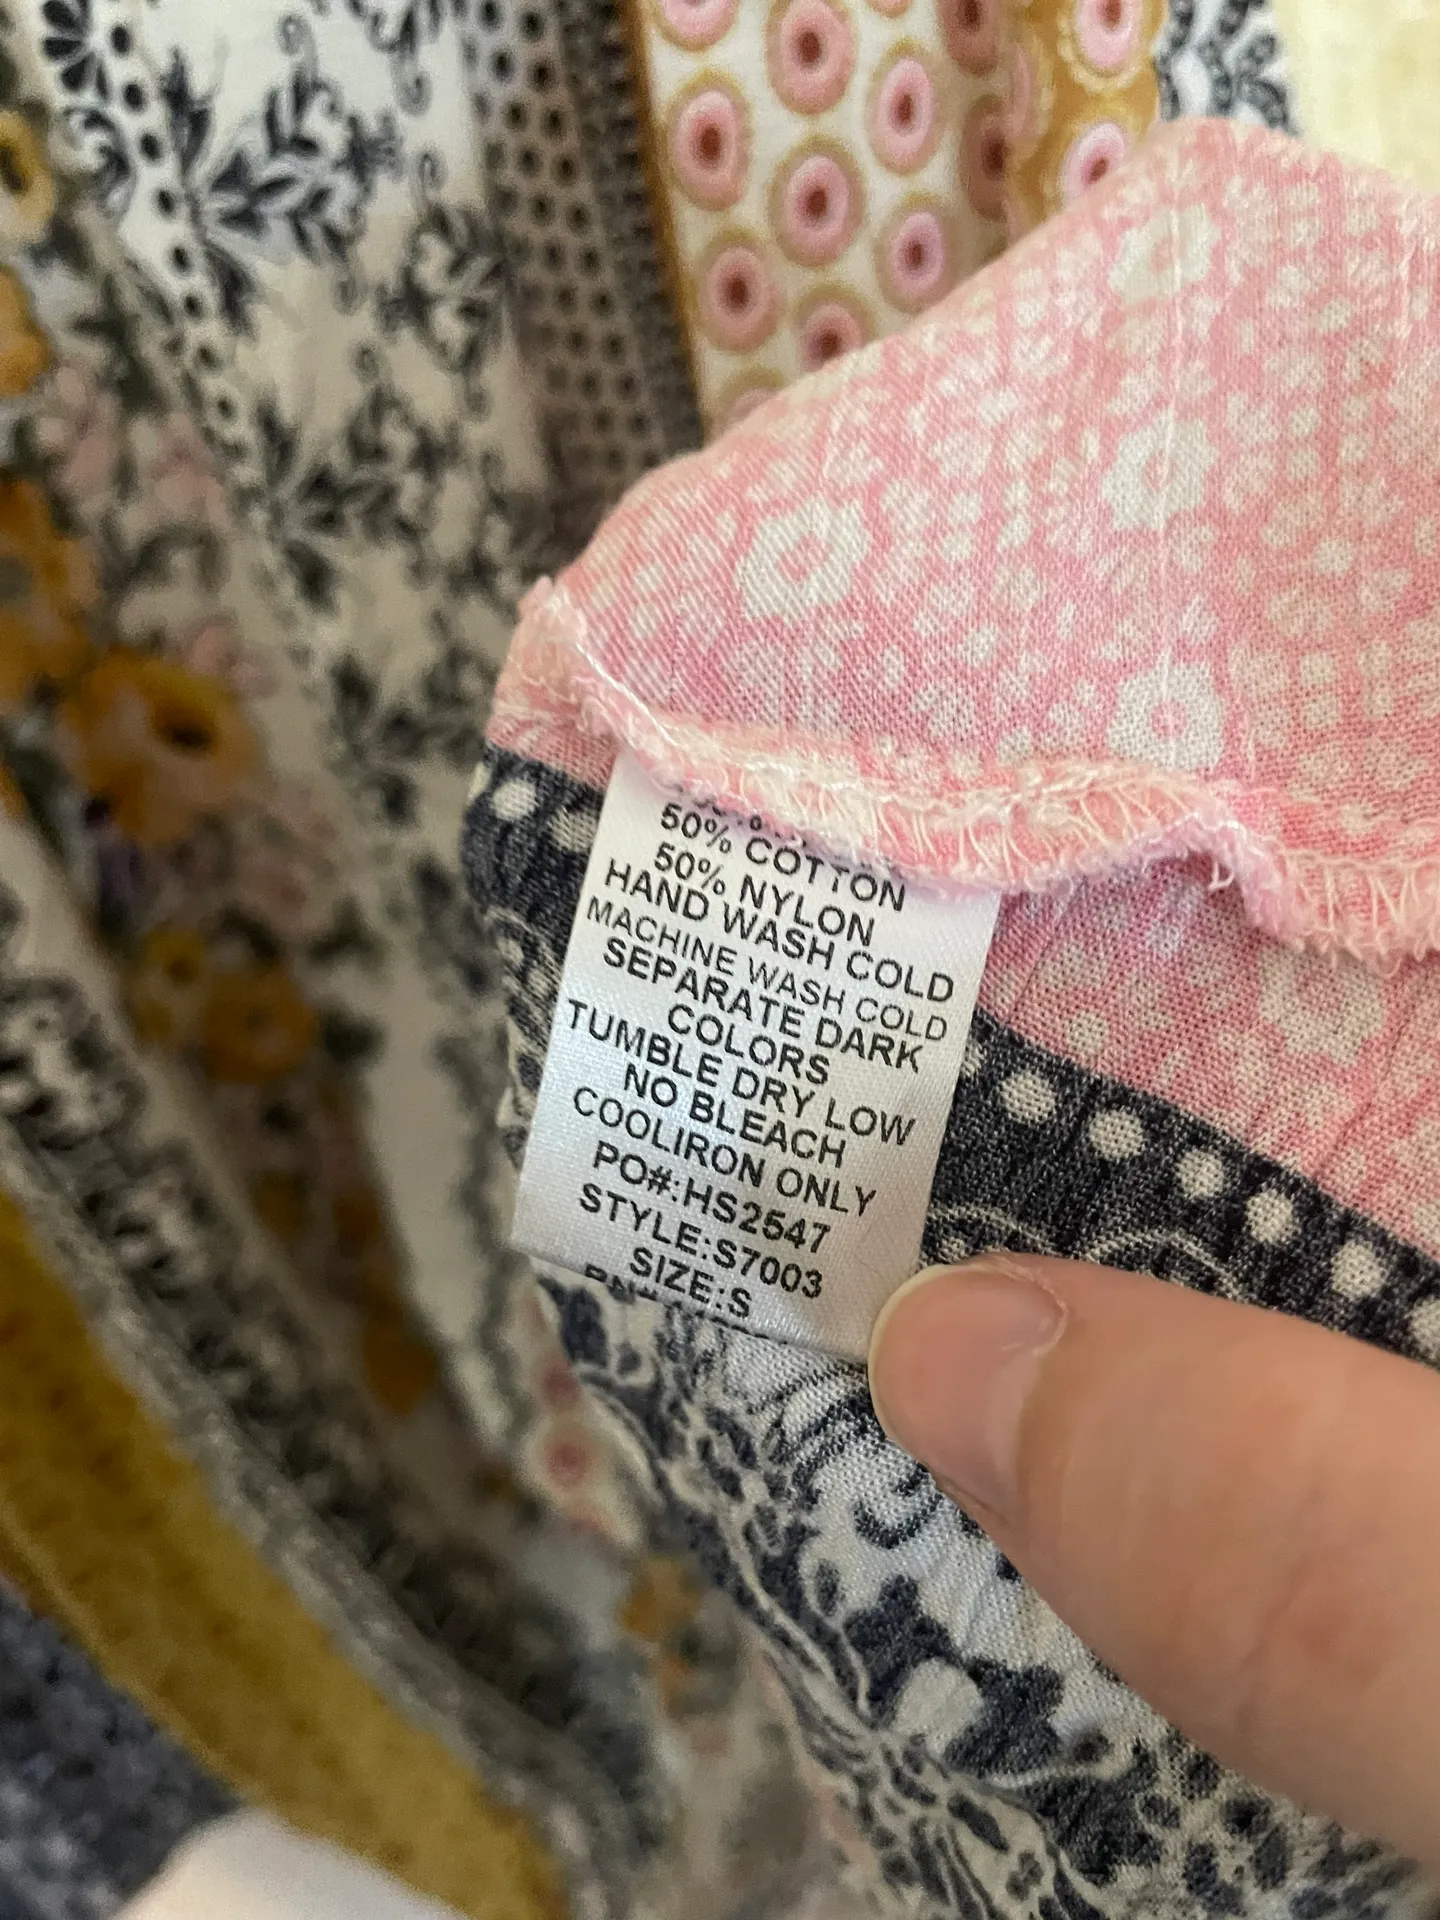 50% COTTON
50% NYLON
HAND WASH COLD
MACHINE WASH COLD
SEPARATE DARK
COLORS
TUMBLE DRY LOW
NO BLEACH
COOLIRON ONLY
PO#:HS2547
STYLE:S7003
SIZE:S